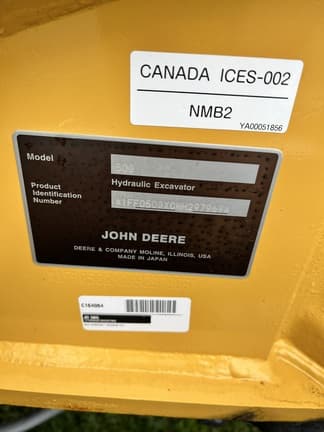 CANADA ICES-002
NMB2
YA00051856
Model
Hydraulic Excavator
Product
Identification
Number
JOHN DEERE
DEERE & COMPANY MOLINE, ILLINOIS, USA
MADE IN JAPAN